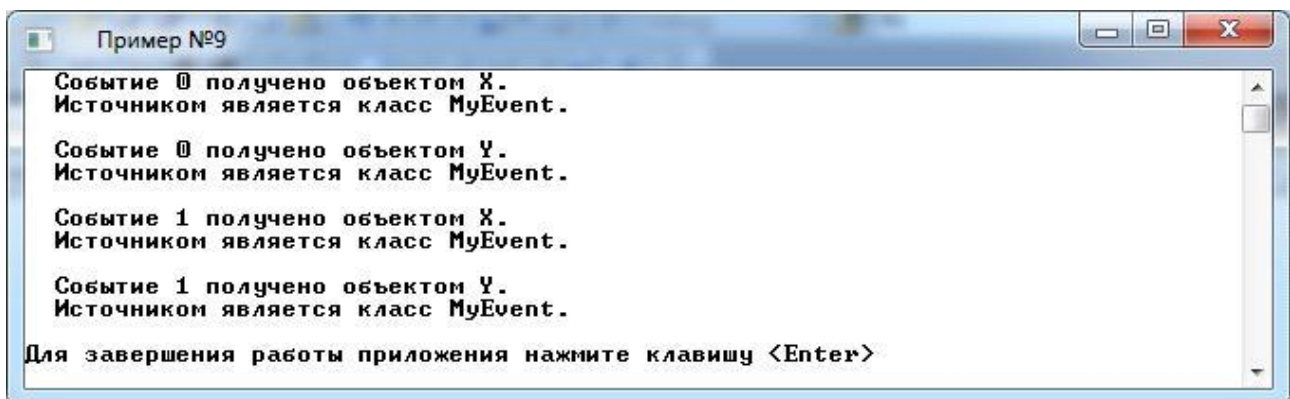 Пример №9
Событие 0 получено объектом X.
Источником является класс MyEvent.
Событие 0 получено объектом Y.
Источником является класс MyEvent.
Событие 1 получено объектом X.
Источником является класс MyEvent.
Событие 1 получено объектом Y.
Источником является класс MyEvent.
Для завершения работы приложения нажмите клавишу <Enter>